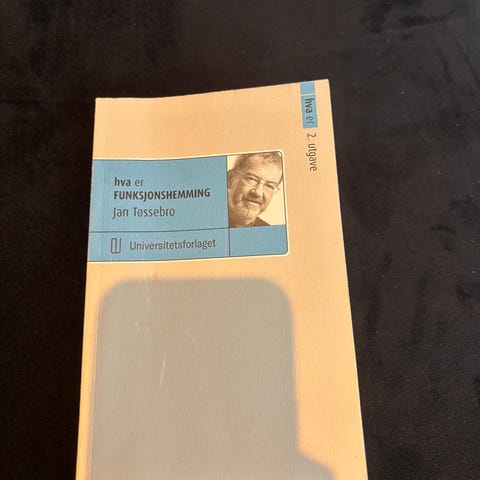 hva er 2. utgave
hva er
FUNKSJONSHEMMING
Jan Tøssebro
Universitetsforlaget